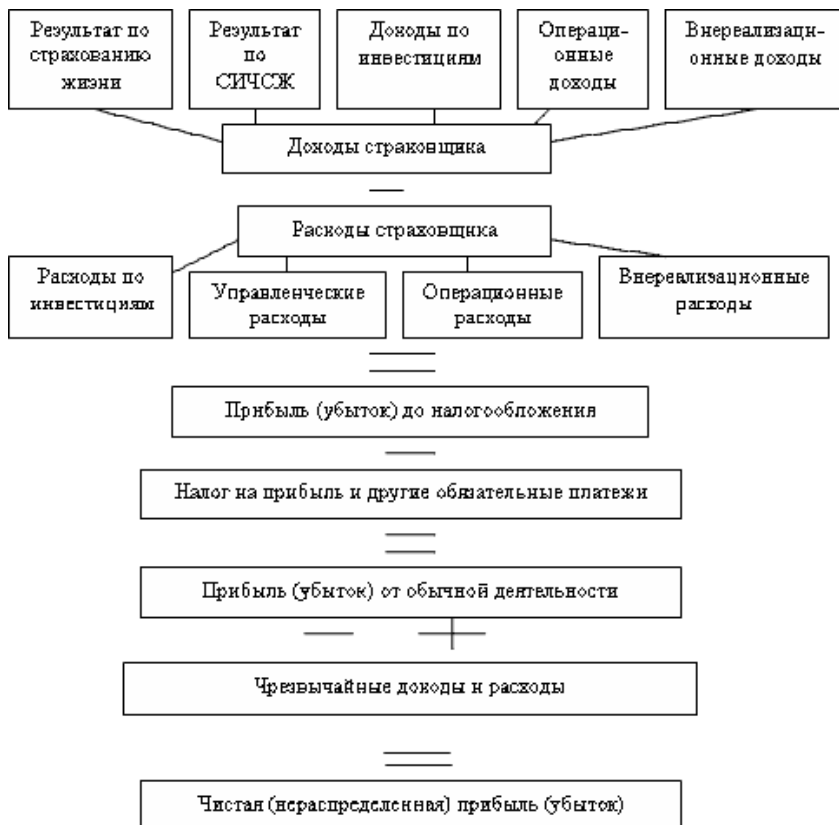 Результат по
страхованию
жизни
Результат
по
СИЧСЖ
Доходы по
инвестициям
Операци-
онные
доходы
Внереализаци-
онные доходы
Доходы страховщика
—
Расходы страховщика
Расходы по
инвестициям
Управленческие
расходы
Операционные
расходы
Внереализационные
расходы
=
Прибыль (убыток) до налогообложения
—
Налог на прибыль и другие обязательные платежи
=
Прибыль (убыток) от обычной деятельности
— +
Чрезвычайные доходы и расходы
=
Чистая (нераспределенная) прибыль (убыток)